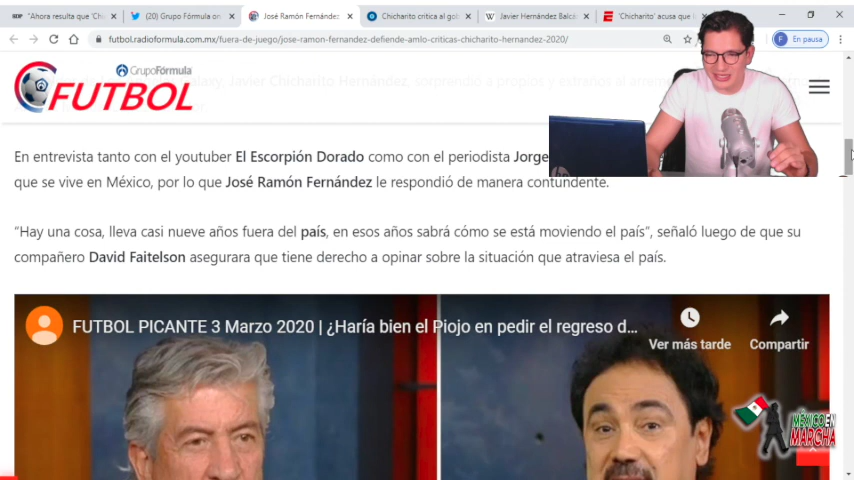 "Ahora resulta que 'Chi
(20) Grupo Fórmula on
José Ramón Fernández
Chicharito critica al gob
Javier Hernández Balcáz
'Chicharito' acusa que l
futbol.radioformula.com.mx/fuera-de-juego/jose-ramon-fernandez-defiende-amlo-criticas-chicharito-hernandez-2020/
F En pausa
GrupoFórmula
FUTBOL
Galaxy, Javier Chicharito Hernández, sorprendió a propios y extraños al
En entrevista tanto con el youtuber El Escorpión Dorado como con el periodista Jorge
que se vive en México, por lo que José Ramón Fernández le respondió de manera contundente.
"Hay una cosa, lleva casi nueve años fuera del país, en esos años sabrá cómo se está moviendo el país", señaló luego de que su
compañero David Faitelson asegurara que tiene derecho a opinar sobre la situación que atraviesa el país.
FUTBOL PICANTE 3 Marzo 2020 | ¿Haría bien el Piojo en pedir el regreso d...
Ver más tarde
Compartir
MÉXICO EN
MARCHA
hp